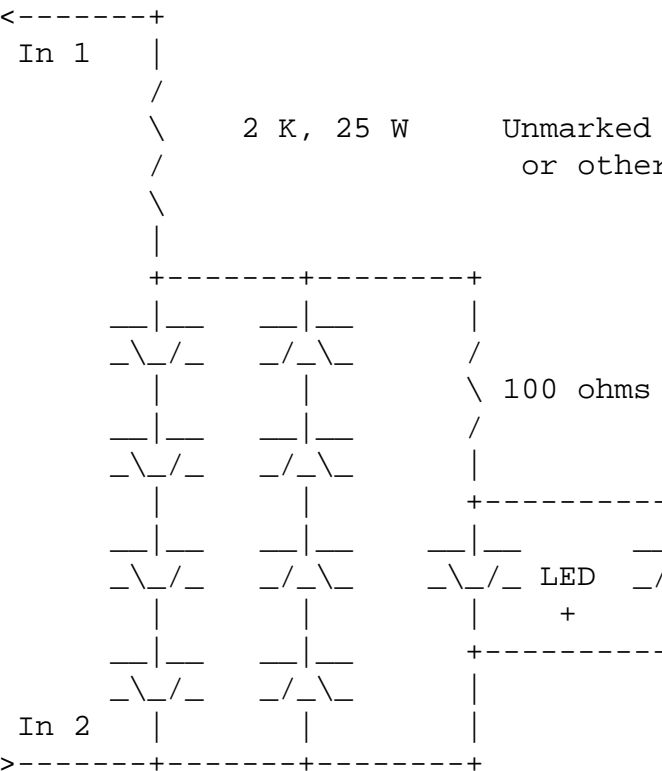 In 1
2 K, 25 W Unmarked
or other
100 ohms
LED
+
In 2